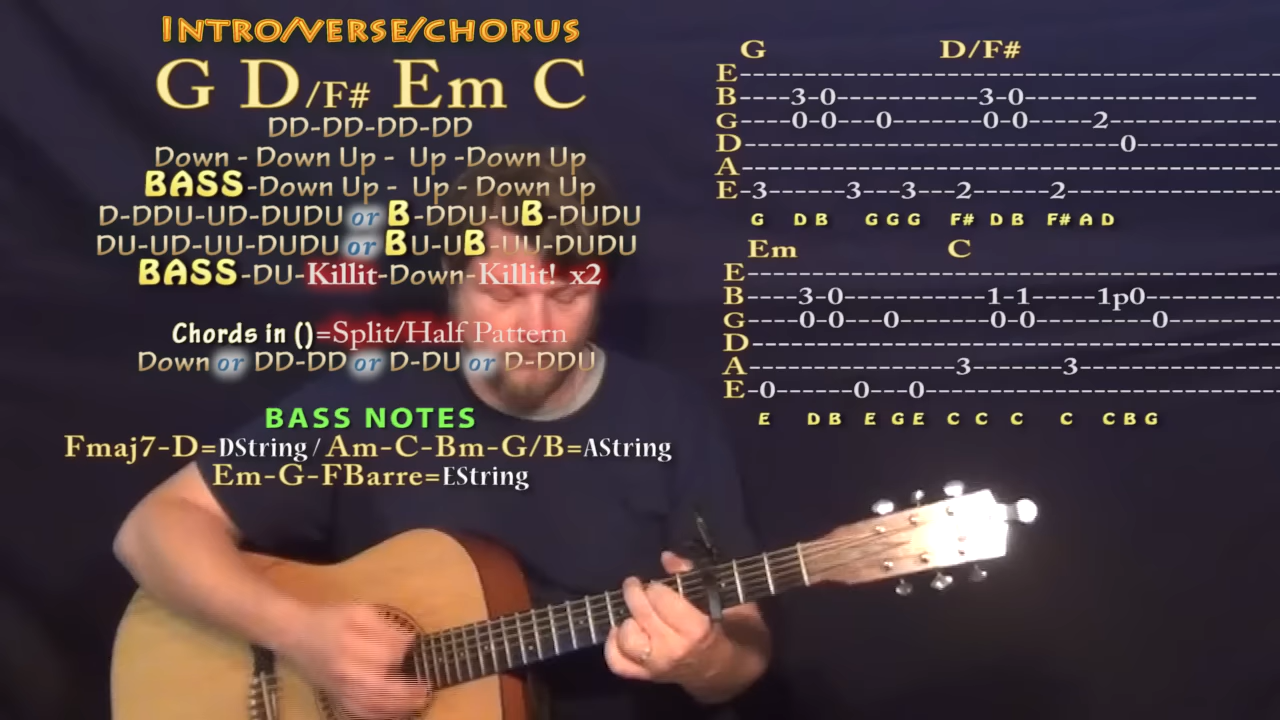 INTRO/VERSE/CHORUS
G D/F# Em C
DD-DD-DD-DD
Down - Down Up - Up -Down Up
BASS-Down Up - Up - Down Up
D-DDU-UD-DUDU or B-DDU-UB-DUDU
DU-UD-UU-DUDU or BU-UB-UU-DUDU
BASS-DU-Killit-Down-Killit! x2
Chords in ()=Split/Half Pattern
Down or DD-DD or D-DU or D-DDU
BASS NOTES
Fmaj7-D=DString / Am-C-Bm-G/B=AString
Em-G-FBarre=EString
G D/F#
E-----------------------------------------------
B----3-0------------3-0--------------------
G----0-0---0--------0-0------2-----------
D--------------------------------0------------
A-----------------------------------------------
E-3------3---3---2-------2------------------
G D B G G G F# D B F# A D
Em C
E-----------------------------------------------
B----3-0-------------1-1-----1p0-----------
G----0-0---0--------0-0-----------0--------
D-----------------------------------------------
A--------------------3-------3---------------
E-0------0---0-------------------------------
E D B E G E C C C C C B G